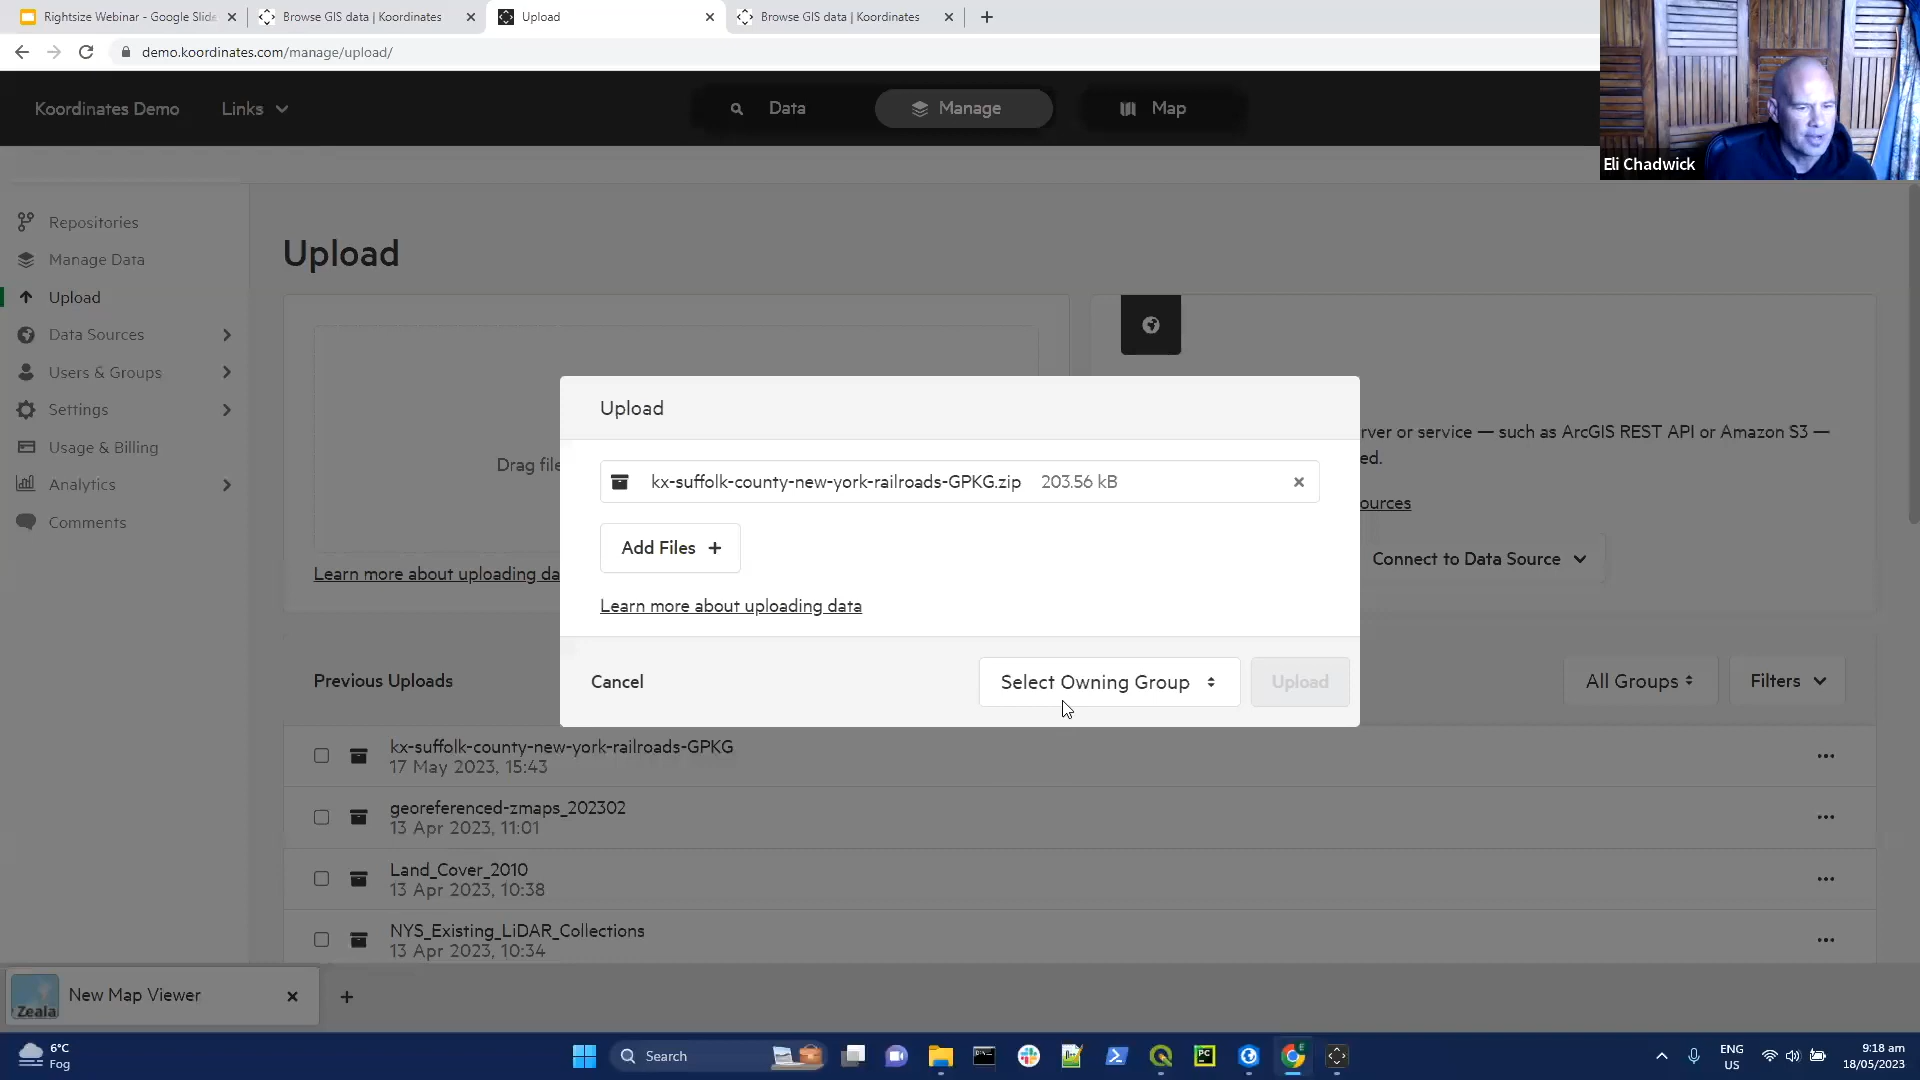 Rightsize Webinar - Google Slide
Browse GIS data | Koordinates
Upload
Browse GIS data | Koordinates
demo.koordinates.com/manage/upload/
Koordinates Demo
Links
Data
Manage
Map
Eli Chadwick
Repositories
Manage Data
Upload
Data Sources
Users & Groups
Settings
Usage & Billing
Analytics
Comments
Upload
Drag file
Learn more about uploading da
rver or service — such as ArcGIS REST API or Amazon S3 —
ed.
ources
Connect to Data Source
Upload
kx-suffolk-county-new-york-railroads-GPKG.zip 203.56 kB
Add Files +
Learn more about uploading data
Cancel
Select Owning Group
Upload
Previous Uploads
All Groups
Filters
kx-suffolk-county-new-york-railroads-GPKG
17 May 2023, 15:43
georeferenced-zmaps_202302
13 Apr 2023, 11:01
Land_Cover_2010
13 Apr 2023, 10:38
NYS_Existing_LiDAR_Collections
13 Apr 2023, 10:34
Zeala
New Map Viewer
6°C
Fog
Search
PC
ENG
US
9:18 am
18/05/2023